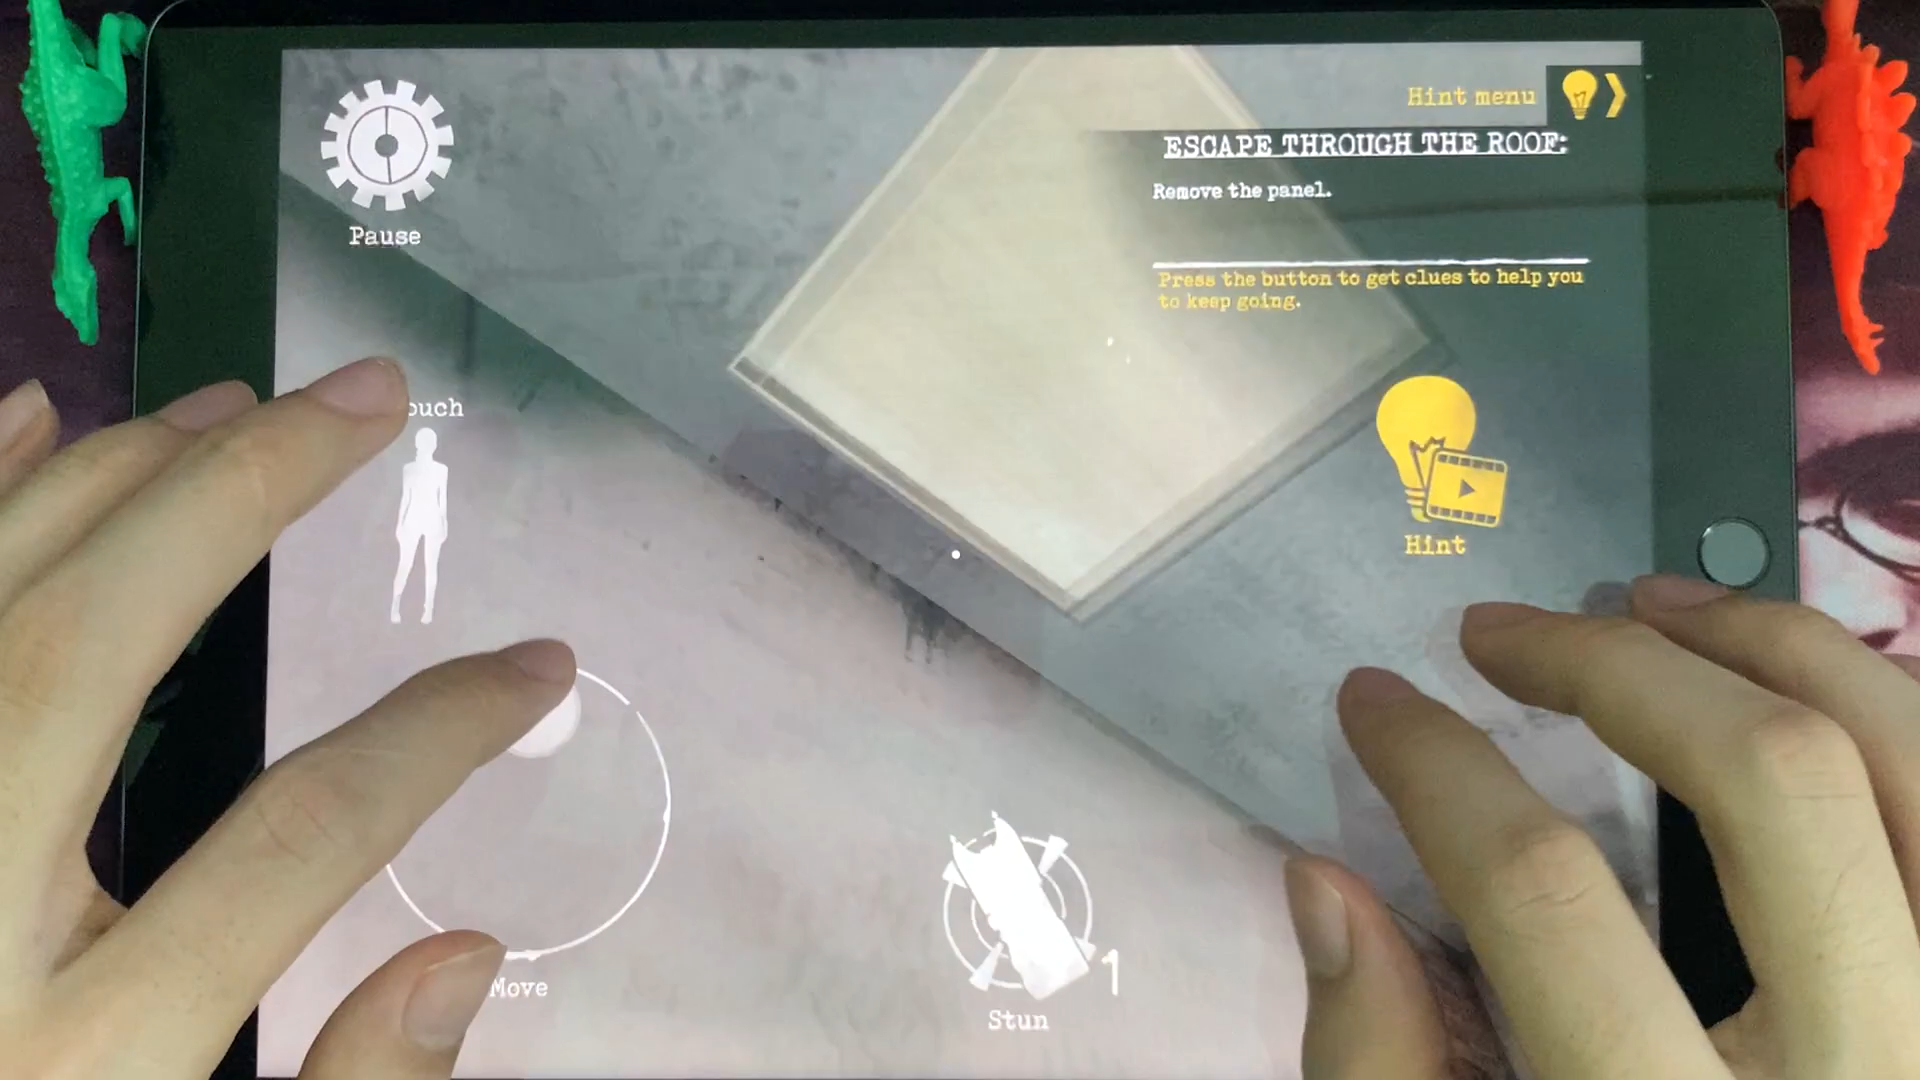 Hint menu
ESCAPE THROUGH THE ROOF:
Pause
Remove the panel.
Press the button to get clues to help you
to keep going.
ouch
Hint
Move
1
Stun